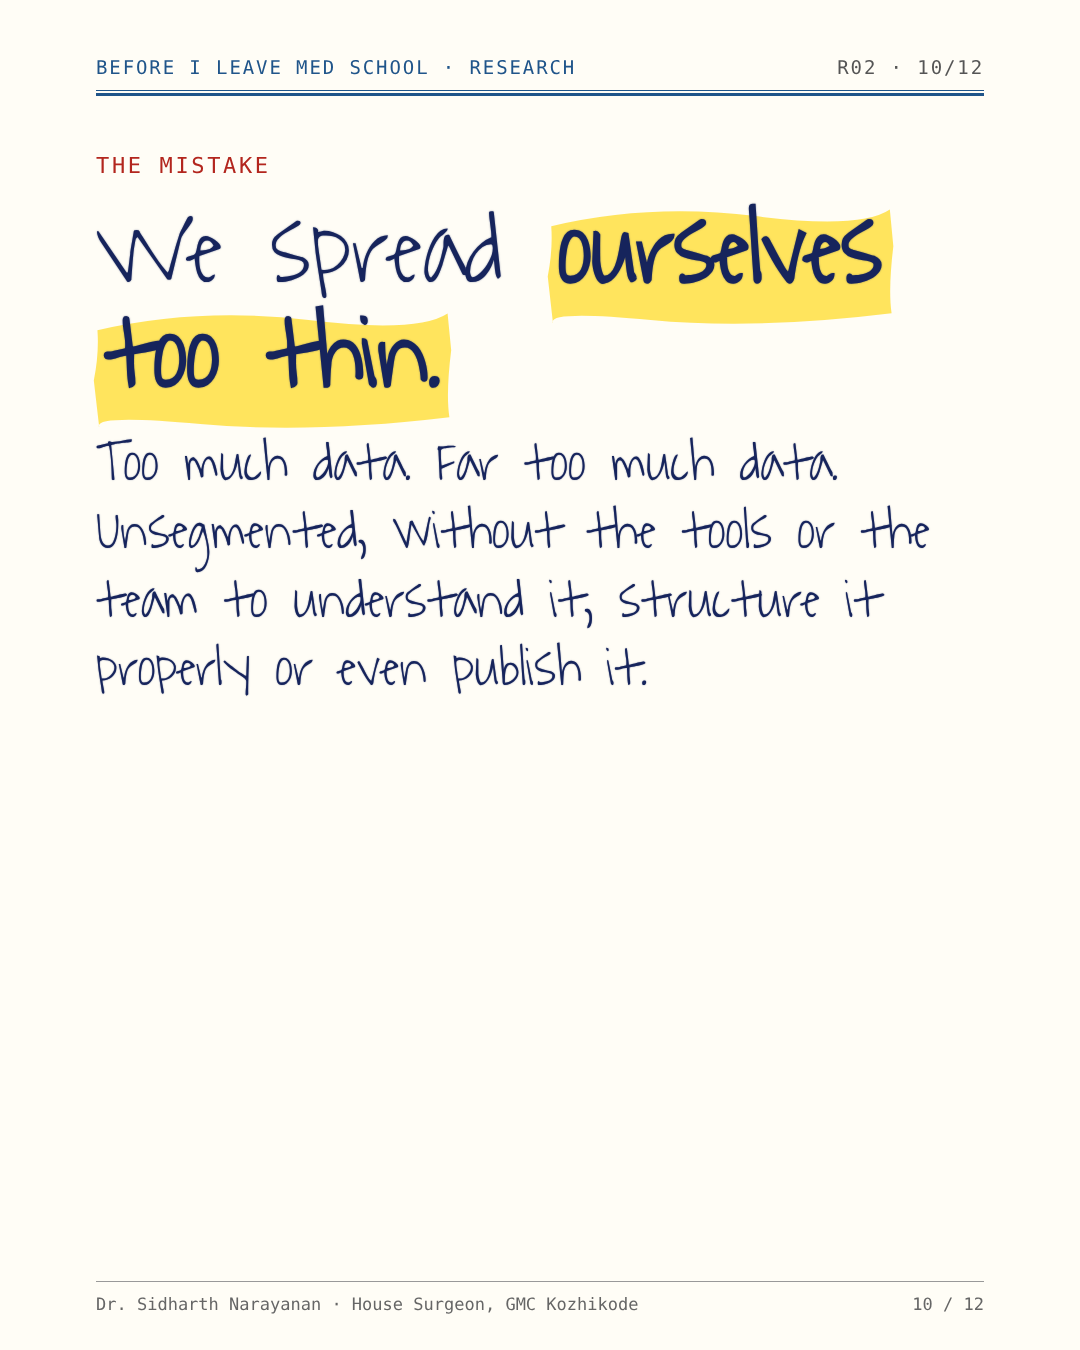 BEFORE I LEAVE MED SCHOOL · RESEARCH
R02 · 10/12
THE MISTAKE
We spread ourselves
too thin.
Too much data. Far too much data.
Unsegmented, without the tools or the
team to understand it, structure it
properly or even publish it.
Dr. Sidharth Narayanan · House Surgeon, GMC Kozhikode
10 / 12